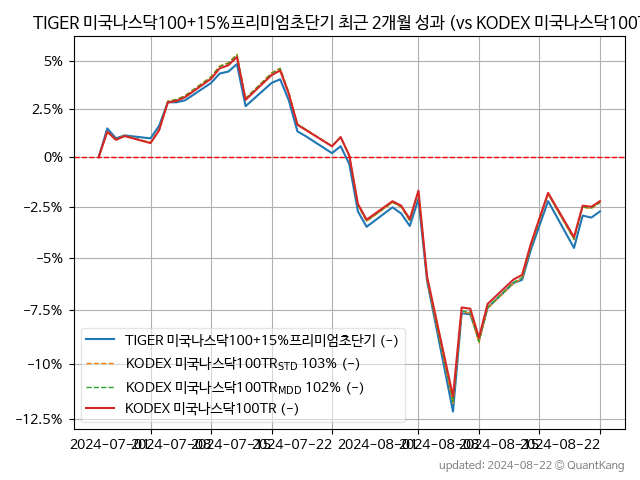 TIGER 미국나스닥100+15%프리미엄초단기 최근 2개월 성과 (vs KODEX 미국나스닥100T
5%
2.5%
0%
−2.5%
−5%
−7.5%
−10%
−12.5%
TIGER 미국나스닥100+15%프리미엄초단기 (−)
KODEX 미국나스닥100TRSTD 103% (−)
KODEX 미국나스닥100TRMDD 102% (−)
KODEX 미국나스닥100TR (−)
2024-07-01 2024-07-08 2024-07-15 2024-07-22 2024-08-01 2024-08-08 2024-08-15 2024-08-22
updated: 2024-08-22 © QuantKang